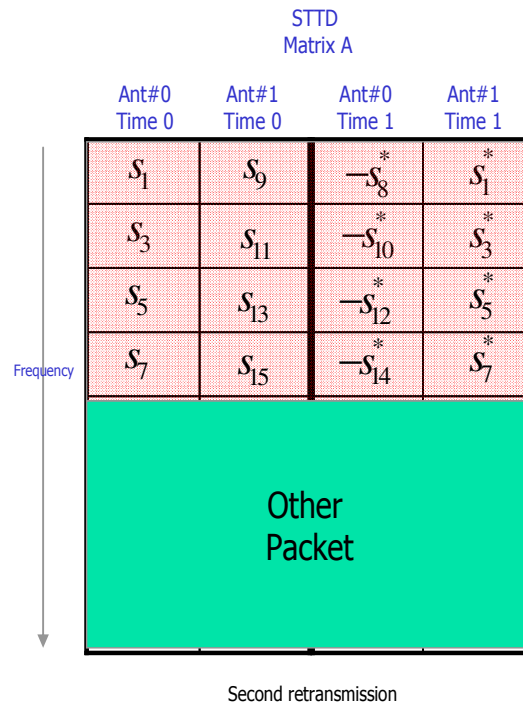 STTD
Matrix A
Ant#0 Ant#1 Ant#0 Ant#1
Time 0 Time 0 Time 1 Time 1
s₁ s₉ −s₈* s₁*
s₃ s₁₁ −s₁₀* s₃*
s₅ s₁₃ −s₁₂* s₅*
s₇ s₁₅ −s₁₄* s₇*
Frequency
Other
Packet
Second retransmission